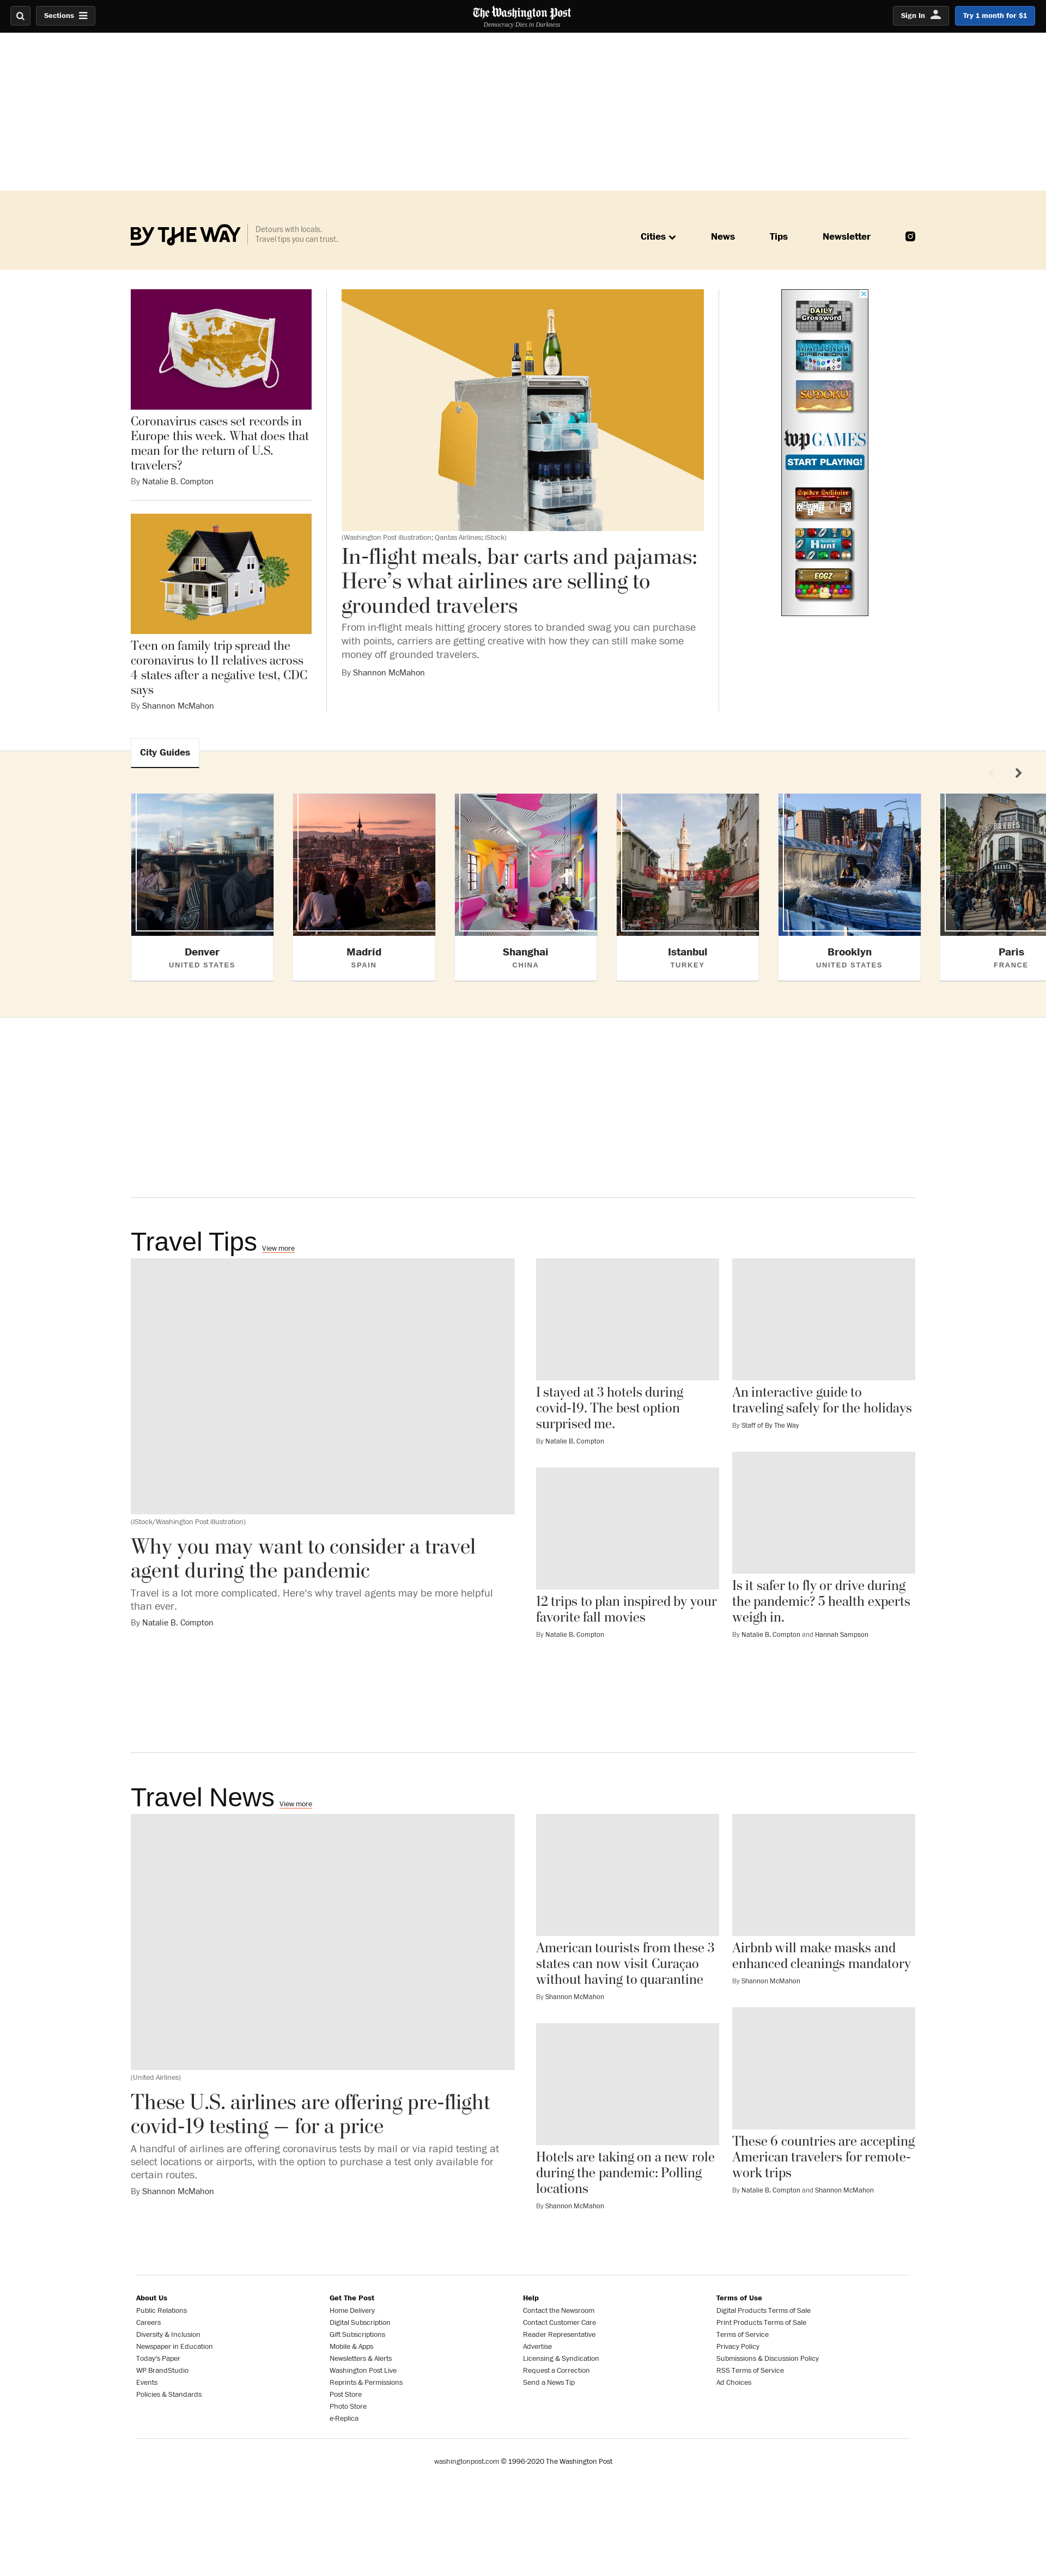 Sections
The Washington Post
Democracy Dies in Darkness
Sign In
Try 1 month for $1
BY THE WAY
Detours with locals.
Travel tips you can trust.
Cities
News
Tips
Newsletter
Coronavirus cases set records in
Europe this week. What does that
mean for the return of U.S.
travelers?
By Natalie B. Compton
Teen on family trip spread the
coronavirus to 11 relatives across
4 states after a negative test, CDC
says
By Shannon McMahon
(Washington Post illustration; Qantas Airlines; iStock)
In-flight meals, bar carts and pajamas:
Here’s what airlines are selling to
grounded travelers
From in-flight meals hitting grocery stores to branded swag you can purchase
with points, carriers are getting creative with how they can still make some
money off grounded travelers.
By Shannon McMahon
DAILY
Crossword
MAHJONGG
DIMENSIONS
SUDOKU
wp GAMES
START PLAYING!
Spider Solitaire
Hunt
EGGZ
City Guides
Denver
UNITED STATES
Madrid
SPAIN
Shanghai
CHINA
Istanbul
TURKEY
Brooklyn
UNITED STATES
BARBÈS
Paris
FRANCE
Travel Tips View more
(iStock/Washington Post illustration)
Why you may want to consider a travel
agent during the pandemic
Travel is a lot more complicated. Here's why travel agents may be more helpful
than ever.
By Natalie B. Compton
I stayed at 3 hotels during
covid-19. The best option
surprised me.
By Natalie B. Compton
12 trips to plan inspired by your
favorite fall movies
By Natalie B. Compton
An interactive guide to
traveling safely for the holidays
By Staff of By The Way
Is it safer to fly or drive during
the pandemic? 5 health experts
weigh in.
By Natalie B. Compton and Hannah Sampson
Travel News View more
(United Airlines)
These U.S. airlines are offering pre-flight
covid-19 testing — for a price
A handful of airlines are offering coronavirus tests by mail or via rapid testing at
select locations or airports, with the option to purchase a test only available for
certain routes.
By Shannon McMahon
American tourists from these 3
states can now visit Curaçao
without having to quarantine
By Shannon McMahon
Hotels are taking on a new role
during the pandemic: Polling
locations
By Shannon McMahon
Airbnb will make masks and
enhanced cleanings mandatory
By Shannon McMahon
These 6 countries are accepting
American travelers for remote-
work trips
By Natalie B. Compton and Shannon McMahon
About Us
Public Relations
Careers
Diversity & Inclusion
Newspaper in Education
Today's Paper
WP BrandStudio
Events
Policies & Standards
Get The Post
Home Delivery
Digital Subscription
Gift Subscriptions
Mobile & Apps
Newsletters & Alerts
Washington Post Live
Reprints & Permissions
Post Store
Photo Store
e-Replica
Help
Contact the Newsroom
Contact Customer Care
Reader Representative
Advertise
Licensing & Syndication
Request a Correction
Send a News Tip
Terms of Use
Digital Products Terms of Sale
Print Products Terms of Sale
Terms of Service
Privacy Policy
Submissions & Discussion Policy
RSS Terms of Service
Ad Choices
washingtonpost.com © 1996-2020 The Washington Post